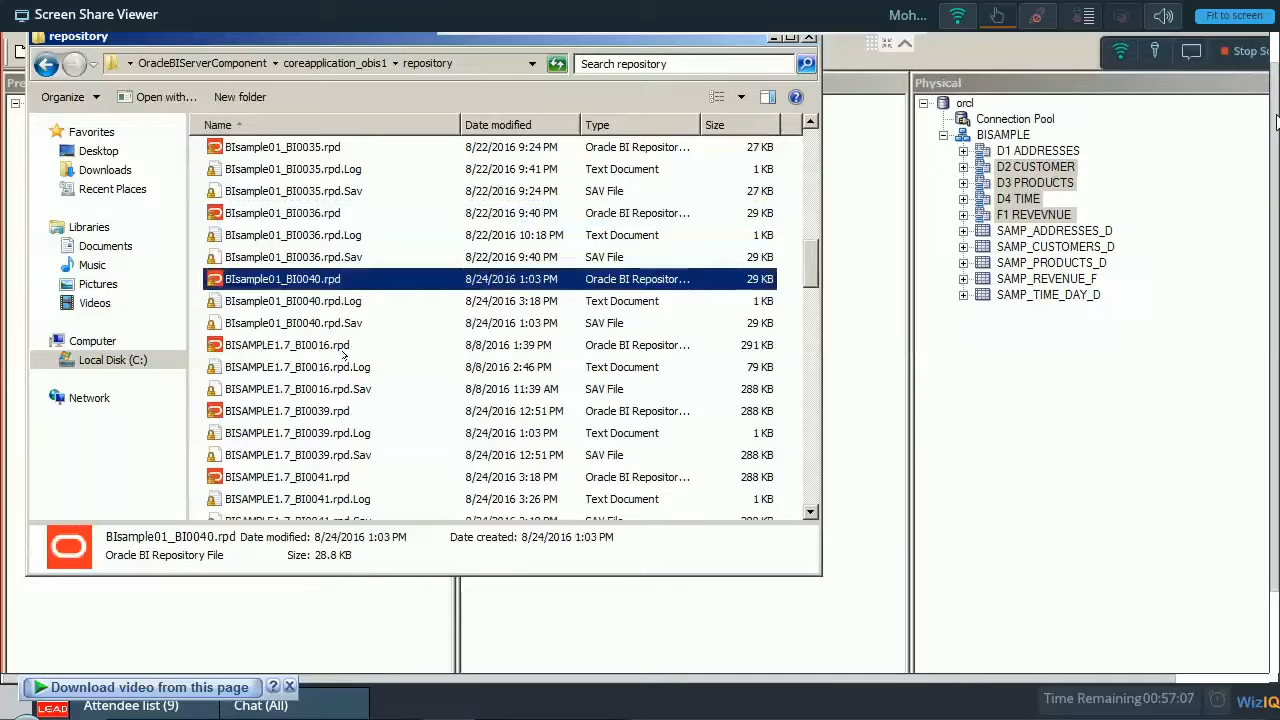 Screen Share Viewer
Moh...
Fit to screen
repository
Stop Sc
OracleBIServerComponent
coreapplication_obis1
repository
Search repository
Organize
Open with...
New folder
Physical
Favorites
Desktop
Downloads
Recent Places
Libraries
Documents
Music
Pictures
Videos
Computer
Local Disk (C:)
Network
Name Date modified Type Size
BIsample01_BI0035.rpd 8/22/2016 9:24 PM Oracle BI Repositor... 27 KB
BIsample01_BI0035.rpd.Log 8/22/2016 9:41 PM Text Document 1 KB
BIsample01_BI0035.rpd.Sav 8/22/2016 9:24 PM SAV File 27 KB
BIsample01_BI0036.rpd 8/22/2016 9:40 PM Oracle BI Repositor... 29 KB
BIsample01_BI0036.rpd.Log 8/22/2016 10:18 PM Text Document 1 KB
BIsample01_BI0036.rpd.Sav 8/22/2016 9:40 PM SAV File 29 KB
BIsample01_BI0040.rpd 8/24/2016 1:03 PM Oracle BI Repositor... 29 KB
BIsample01_BI0040.rpd.Log 8/24/2016 3:18 PM Text Document 1 KB
BIsample01_BI0040.rpd.Sav 8/24/2016 1:03 PM SAV File 29 KB
BISAMPLE1.7_BI0016.rpd 8/8/2016 1:39 PM Oracle BI Repositor... 291 KB
BISAMPLE1.7_BI0016.rpd.Log 8/8/2016 2:46 PM Text Document 79 KB
BISAMPLE1.7_BI0016.rpd.Sav 8/8/2016 11:39 AM SAV File 288 KB
BISAMPLE1.7_BI0039.rpd 8/24/2016 12:51 PM Oracle BI Repositor... 288 KB
BISAMPLE1.7_BI0039.rpd.Log 8/24/2016 1:03 PM Text Document 1 KB
BISAMPLE1.7_BI0039.rpd.Sav 8/24/2016 12:51 PM SAV File 288 KB
BISAMPLE1.7_BI0041.rpd 8/24/2016 3:18 PM Oracle BI Repositor... 288 KB
BISAMPLE1.7_BI0041.rpd.Log 8/24/2016 3:26 PM Text Document 1 KB
BIsample01_BI0040.rpd Date modified: 8/24/2016 1:03 PM Date created: 8/24/2016 1:03 PM
Oracle BI Repository File Size: 28.8 KB
orcl
Connection Pool
BISAMPLE
D1 ADDRESSES
D2 CUSTOMER
D3 PRODUCTS
D4 TIME
F1 REVEVNUE
SAMP_ADDRESSES_D
SAMP_CUSTOMERS_D
SAMP_PRODUCTS_D
SAMP_REVENUE_F
SAMP_TIME_DAY_D
Download video from this page ?
LEAD Attendee list (9) Chat (All)
Time Remaining 00:57:07
WizIQ